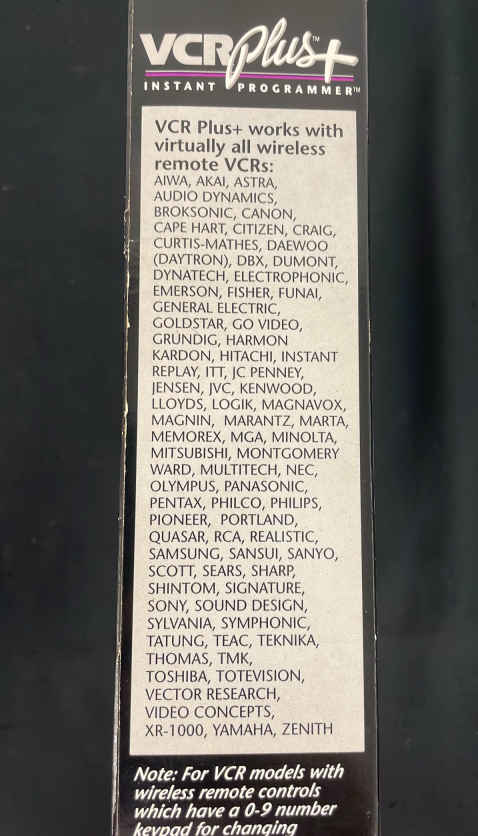 VCR Plus+™
INSTANT PROGRAMMER™
VCR Plus+ works with
virtually all wireless
remote VCRs:
AIWA, AKAI, ASTRA,
AUDIO DYNAMICS,
BROKSONIC, CANON,
CAPE HART, CITIZEN, CRAIG,
CURTIS-MATHES, DAEWOO
(DAYTRON), DBX, DUMONT,
DYNATECH, ELECTROPHONIC,
EMERSON, FISHER, FUNAI,
GENERAL ELECTRIC,
GOLDSTAR, GO VIDEO,
GRUNDIG, HARMON
KARDON, HITACHI, INSTANT
REPLAY, ITT, JC PENNEY,
JENSEN, JVC, KENWOOD,
LLOYDS, LOGIK, MAGNAVOX,
MAGNIN, MARANTZ, MARTA,
MEMOREX, MGA, MINOLTA,
MITSUBISHI, MONTGOMERY
WARD, MULTITECH, NEC,
OLYMPUS, PANASONIC,
PENTAX, PHILCO, PHILIPS,
PIONEER, PORTLAND,
QUASAR, RCA, REALISTIC,
SAMSUNG, SANSUI, SANYO,
SCOTT, SEARS, SHARP,
SHINTOM, SIGNATURE,
SONY, SOUND DESIGN,
SYLVANIA, SYMPHONIC,
TATUNG, TEAC, TEKNIKA,
THOMAS, TMK,
TOSHIBA, TOTEVISION,
VECTOR RESEARCH,
VIDEO CONCEPTS,
XR-1000, YAMAHA, ZENITH
Note: For VCR models with
wireless remote controls
which have a 0-9 number
keypad for changing